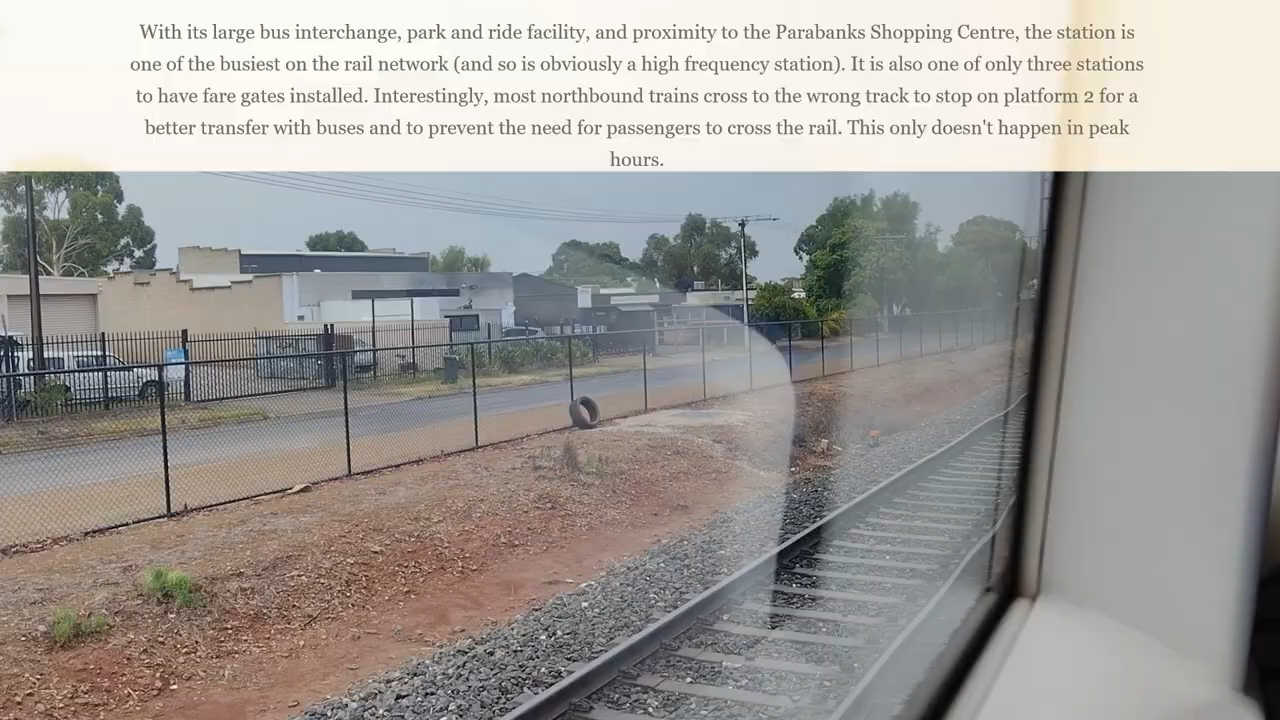 With its large bus interchange, park and ride facility, and proximity to the Parabanks Shopping Centre, the station is
one of the busiest on the rail network (and so is obviously a high frequency station). It is also one of only three stations
to have fare gates installed. Interestingly, most northbound trains cross to the wrong track to stop on platform 2 for a
better transfer with buses and to prevent the need for passengers to cross the rail. This only doesn't happen in peak
hours.